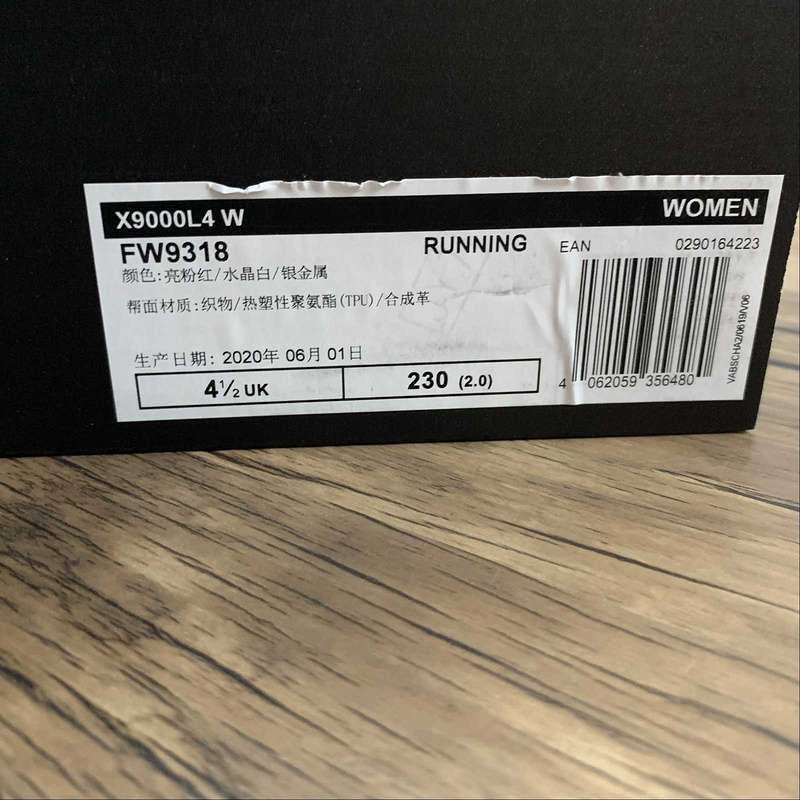 X9000L4 W WOMEN
FW9318 RUNNING EAN 0290164223
颜色:亮粉红/水晶白/银金属
帮面材质:织物/热塑性聚氨酯(TPU)/合成革
生产日期: 2020年 06月 01日
4½ UK 230 (2.0)
4 062059 356480
VABSCHA2/0619/V06